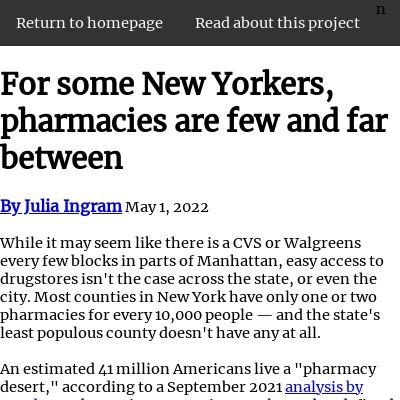 n
Return to homepage Read about this project
For some New Yorkers,
pharmacies are few and far
between
By Julia Ingram May 1, 2022
While it may seem like there is a CVS or Walgreens
every few blocks in parts of Manhattan, easy access to
drugstores isn't the case across the state, or even the
city. Most counties in New York have only one or two
pharmacies for every 10,000 people — and the state's
least populous county doesn't have any at all.
An estimated 41 million Americans live a "pharmacy
desert," according to a September 2021 analysis by